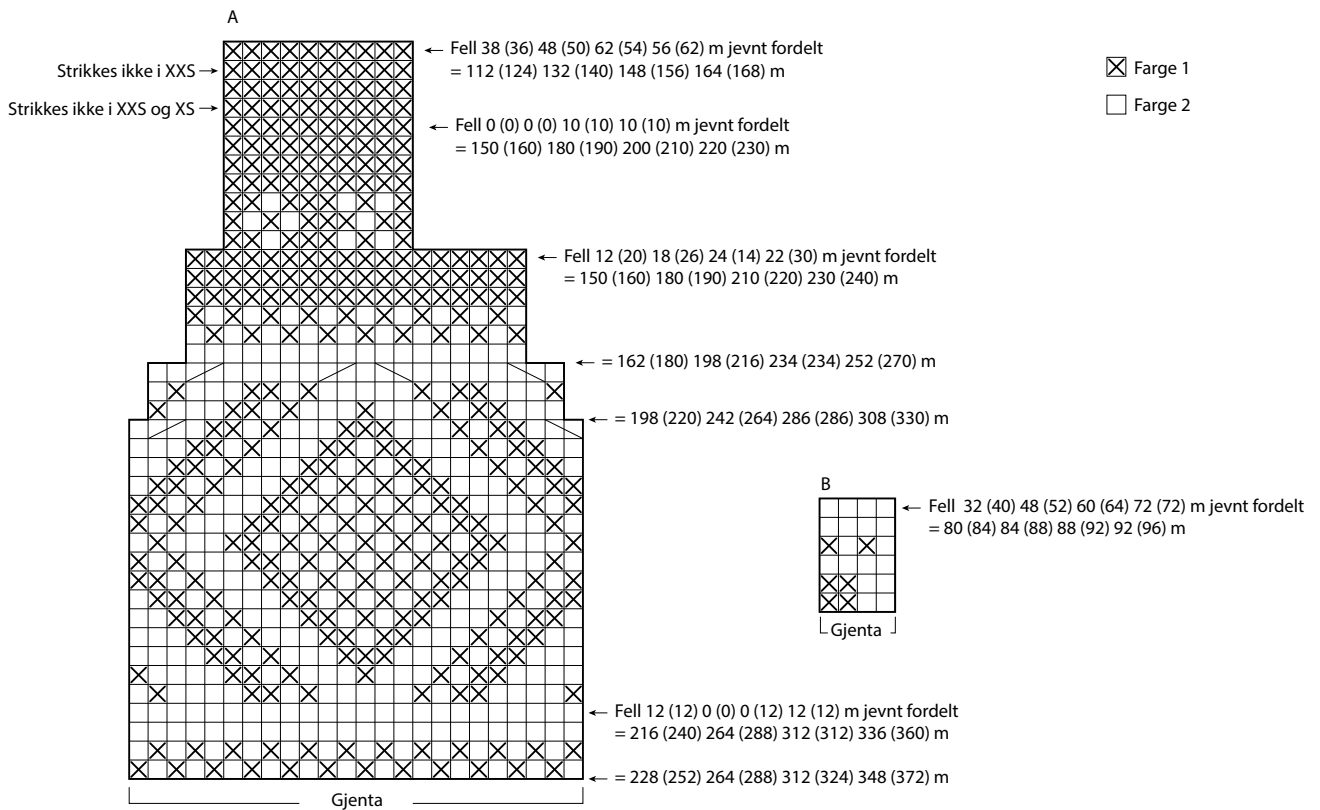 A
← Fell 38 (36) 48 (50) 62 (54) 56 (62) m jevnt fordelt
= 112 (124) 132 (140) 148 (156) 164 (168) m
Strikkes ikke i XXS →
Strikkes ikke i XXS og XS →
← Fell 0 (0) 0 (0) 10 (10) 10 (10) m jevnt fordelt
= 150 (160) 180 (190) 200 (210) 220 (230) m
Farge 1
Farge 2
← Fell 12 (20) 18 (26) 24 (14) 22 (30) m jevnt fordelt
= 150 (160) 180 (190) 210 (220) 230 (240) m
← = 162 (180) 198 (216) 234 (234) 252 (270) m
← = 198 (220) 242 (264) 286 (286) 308 (330) m
B
← Fell 32 (40) 48 (52) 60 (64) 72 (72) m jevnt fordelt
= 80 (84) 84 (88) 88 (92) 92 (96) m
Gjenta
← Fell 12 (12) 0 (0) 0 (12) 12 (12) m jevnt fordelt
= 216 (240) 264 (288) 312 (312) 336 (360) m
← = 228 (252) 264 (288) 312 (324) 348 (372) m
Gjenta